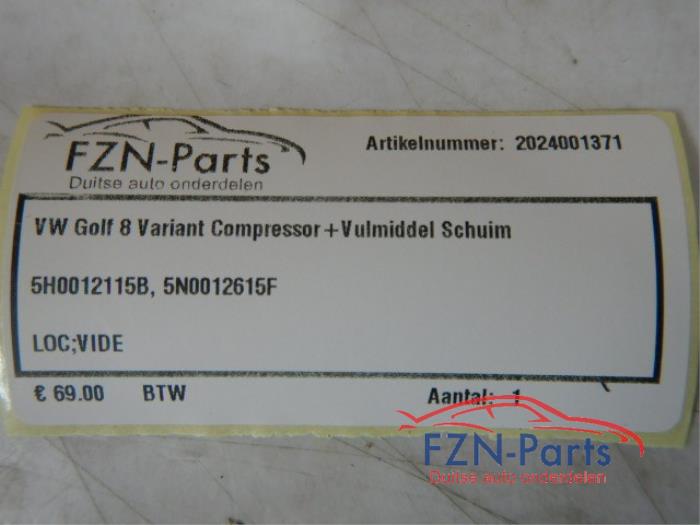 FZN-Parts
Duitse auto onderdelen
Artikelnummer: 2024001371
VW Golf 8 Variant Compressor+Vulmiddel Schuim
5H0012115B, 5N0012615F
LOC;VIDE
€ 69.00 BTW Aantal: 1
FZN-Parts
Duitse auto onderdelen